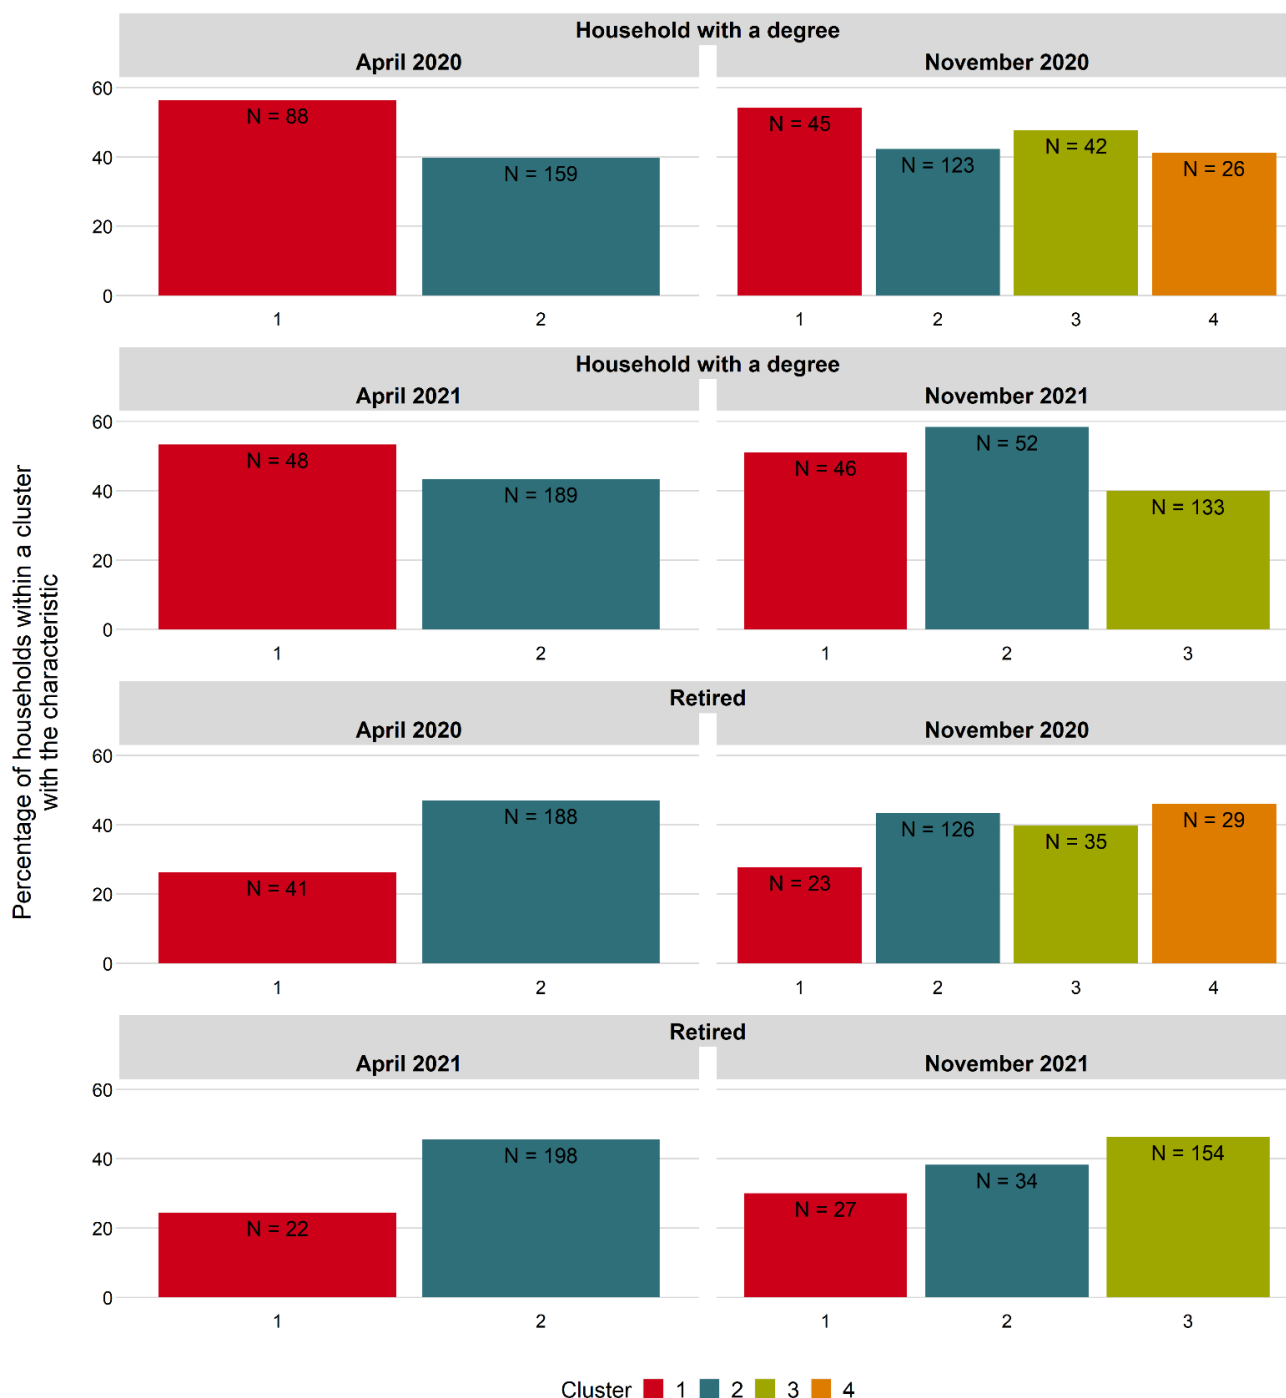 Percentage of households within a cluster
with the characteristic
Household with a degree
April 2020
November 2020
60
40
20
0
N = 88
N = 159
N = 45
N = 123
N = 42
N = 26
1
2
1
2
3
4
Household with a degree
April 2021
November 2021
60
40
20
0
N = 48
N = 189
N = 46
N = 52
N = 133
1
2
1
2
3
Retired
April 2020
November 2020
60
40
20
0
N = 41
N = 188
N = 23
N = 126
N = 35
N = 29
1
2
1
2
3
4
Retired
April 2021
November 2021
60
40
20
0
N = 22
N = 198
N = 27
N = 34
N = 154
1
2
1
2
3
Cluster 1 2 3 4